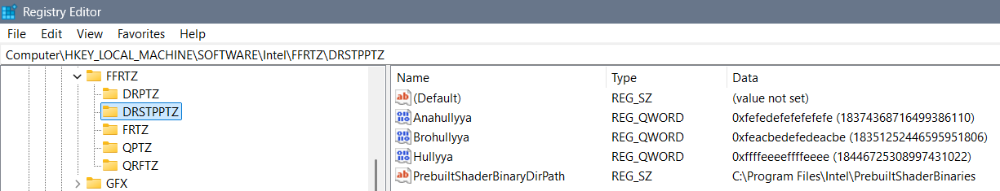 Registry Editor
File Edit View Favorites Help
Computer\HKEY_LOCAL_MACHINE\SOFTWARE\Intel\FFRTZ\DRSTPPTZ
FFRTZ
DRPTZ
DRSTPPTZ
FRTZ
QPTZ
QRFTZ
GFX
Name Type Data
(Default) REG_SZ (value not set)
Anahullyya REG_QWORD 0xfefedefefefefefe (18374368716499386110)
Brohullyya REG_QWORD 0xfeacbedefedeacbe (18351252446595951806)
Hullyya REG_QWORD 0xffffeeeeffffeeee (18446725308997431022)
PrebuiltShaderBinaryDirPath REG_SZ C:\Program Files\Intel\PrebuiltShaderBinaries